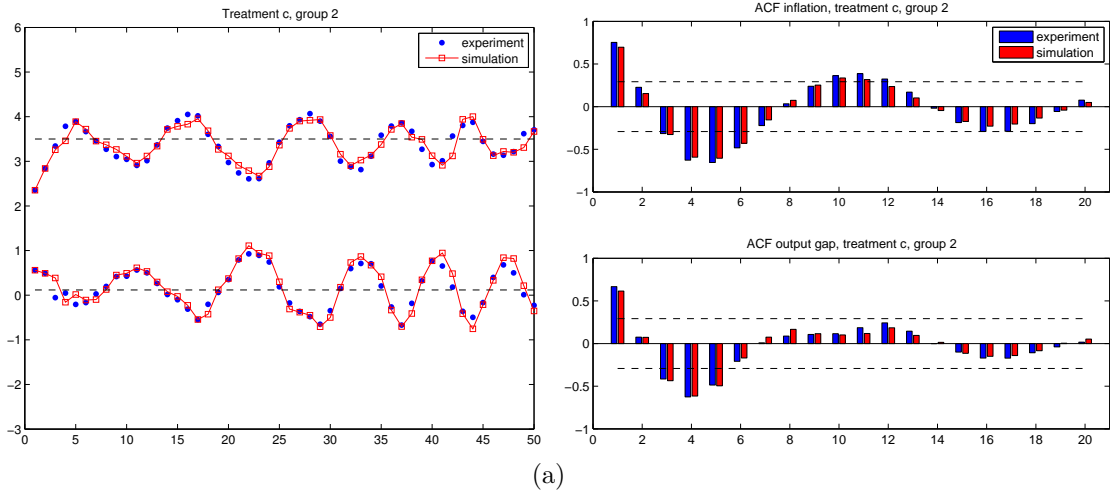 Treatment c, group 2
6
5
4
3
2
1
0
−1
−2
−3
0 5 10 15 20 25 30 35 40 45 50
experiment
simulation
ACF inflation, treatment c, group 2
1
0.5
0
−0.5
−1
0 2 4 6 8 10 12 14 16 18 20
experiment
simulation
ACF output gap, treatment c, group 2
1
0.5
0
−0.5
−1
0 2 4 6 8 10 12 14 16 18 20
(a)